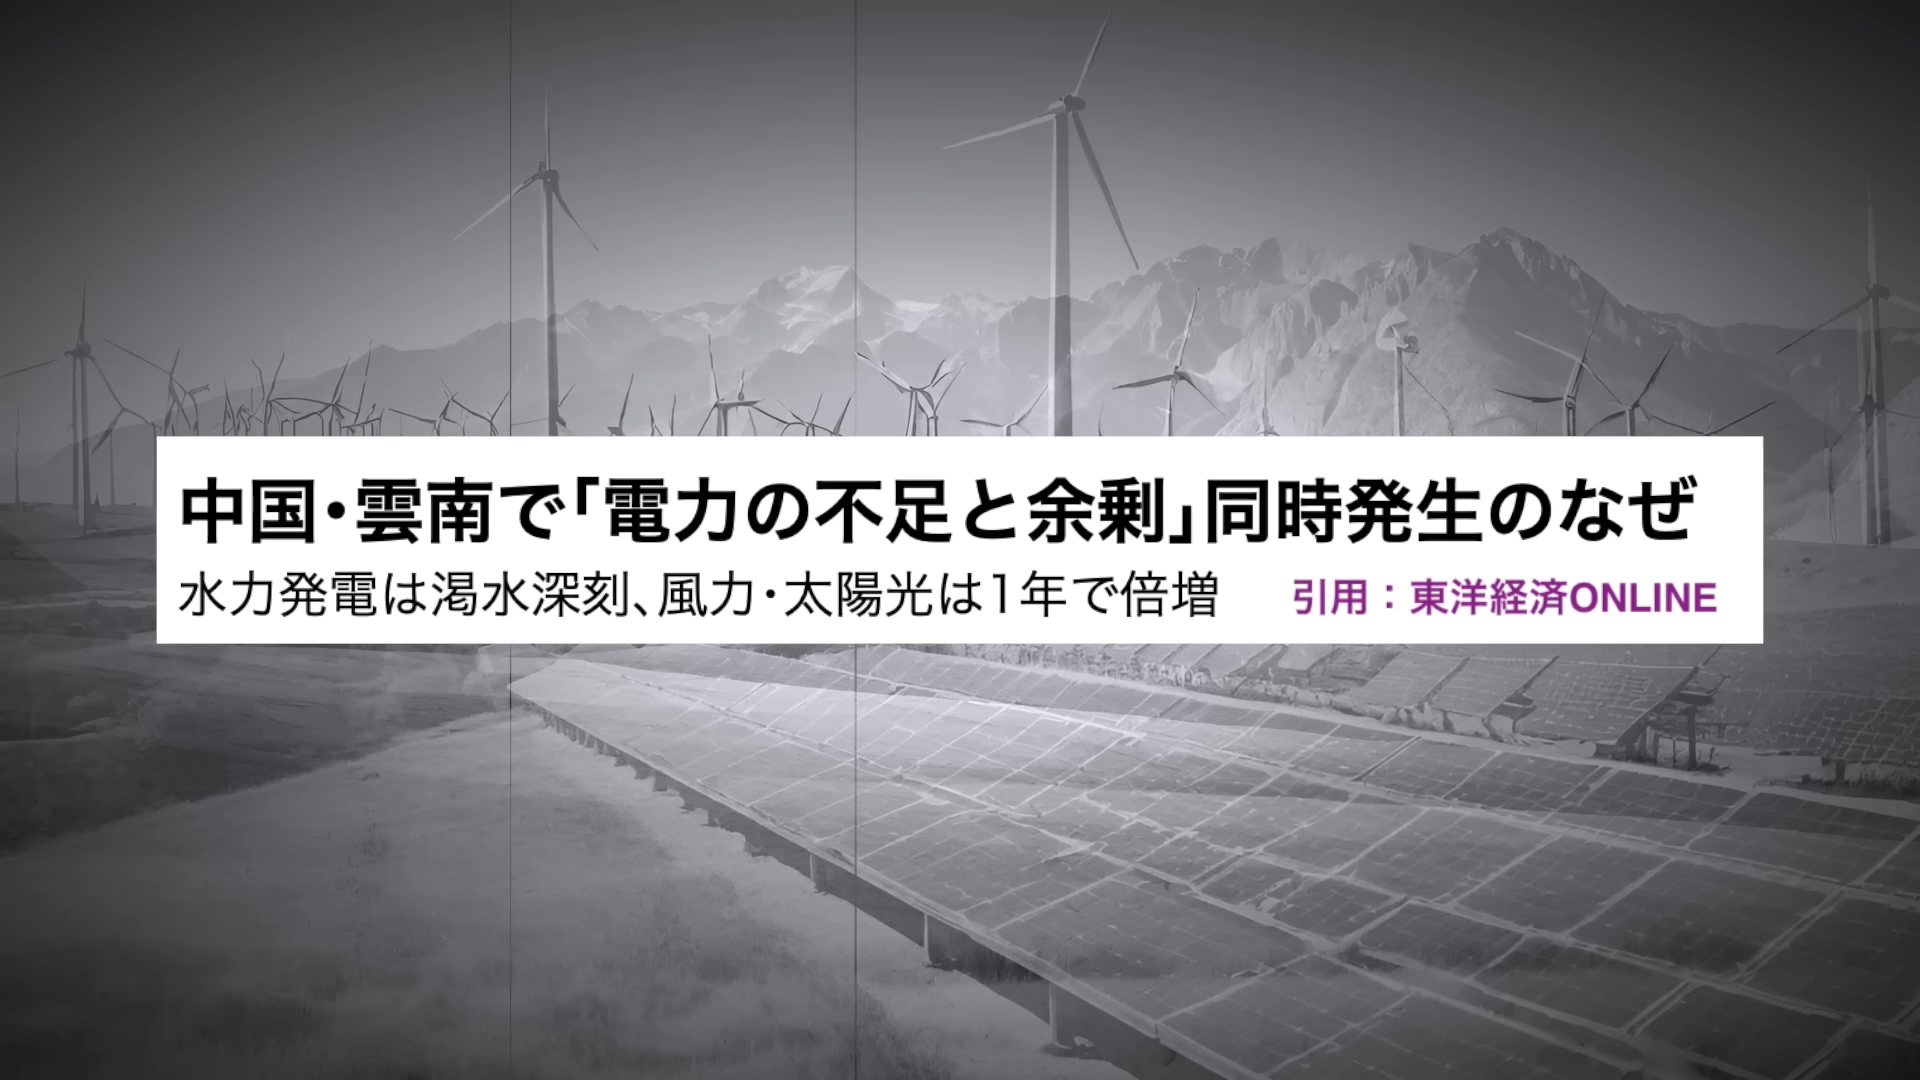 中国・雲南で「電力の不足と余剰」同時発生のなぜ
水力発電は渇水深刻、風力・太陽光は1年で倍増
引用：東洋経済ONLINE